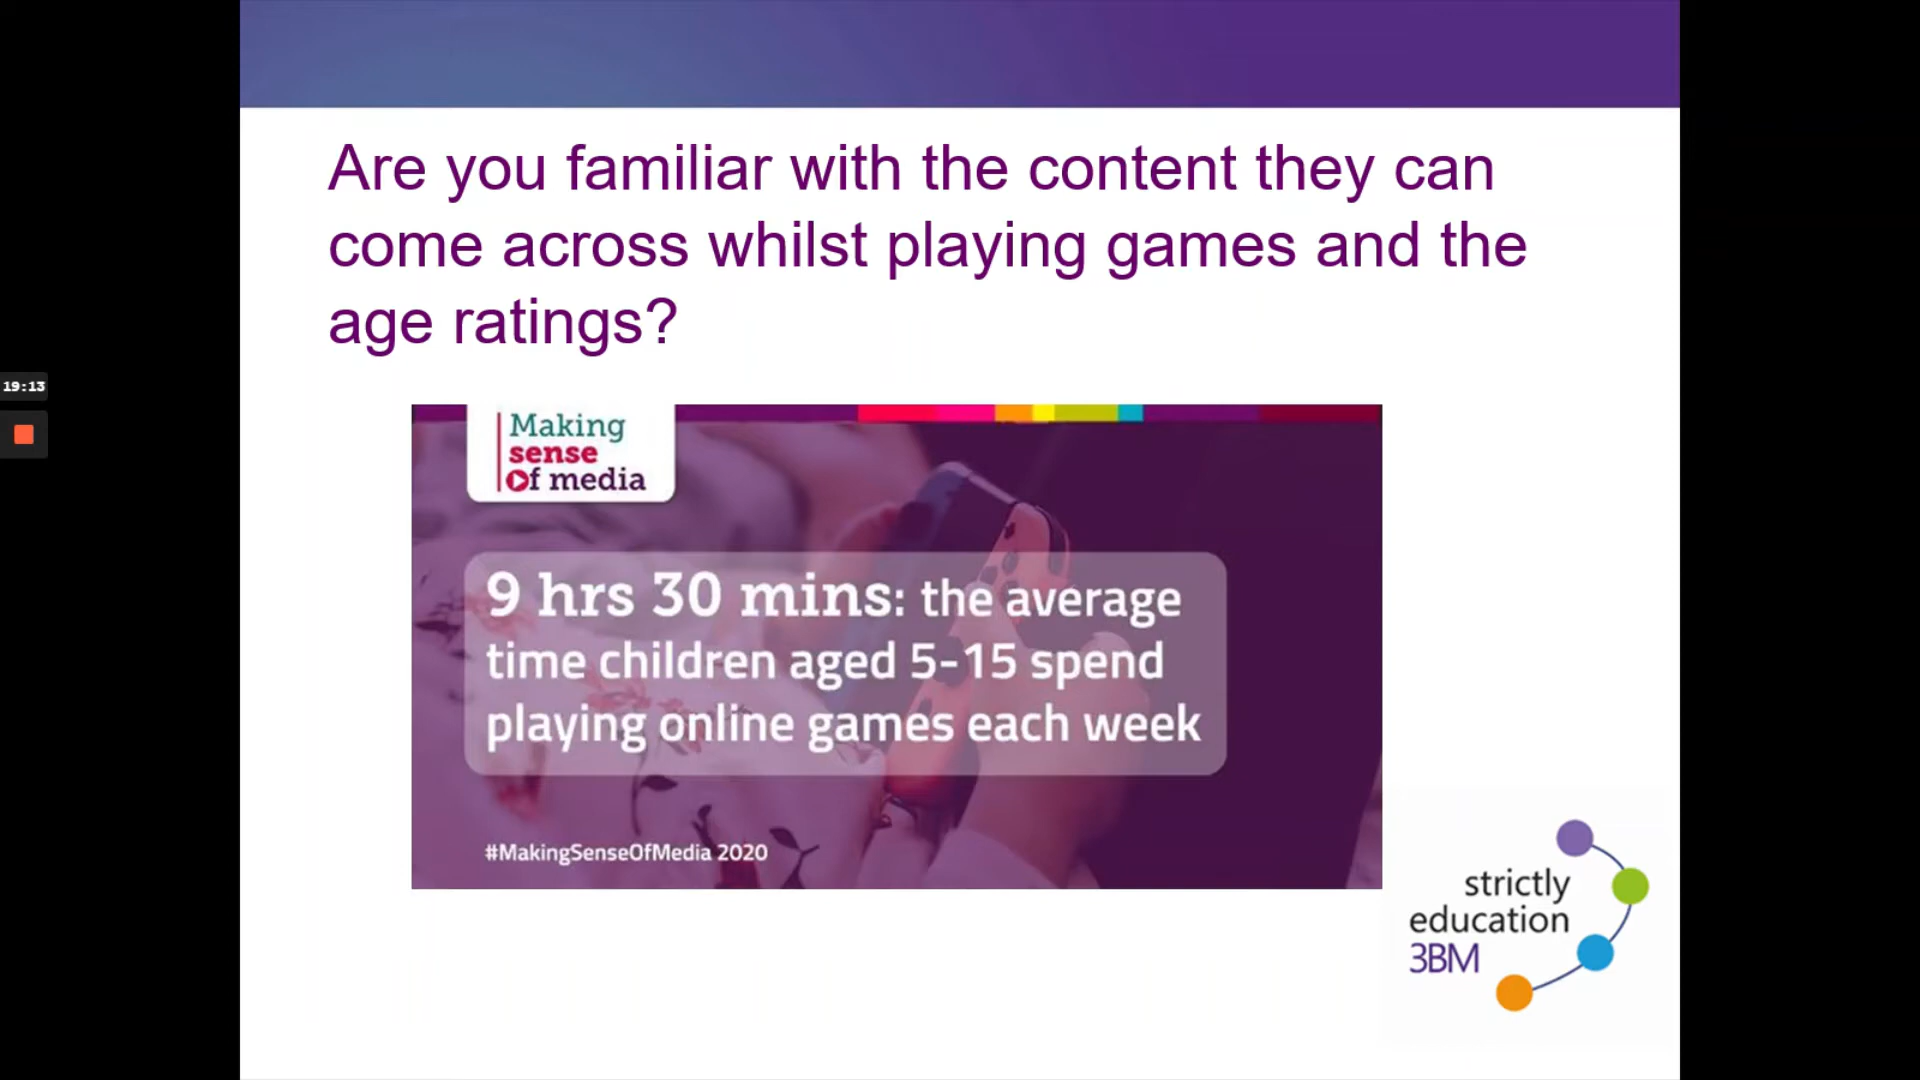 Are you familiar with the content they can
come across whilst playing games and the
age ratings?
19:13
Making
sense
Of media
9 hrs 30 mins: the average
time children aged 5-15 spend
playing online games each week
#MakingSenseOfMedia 2020
strictly
education
3BM